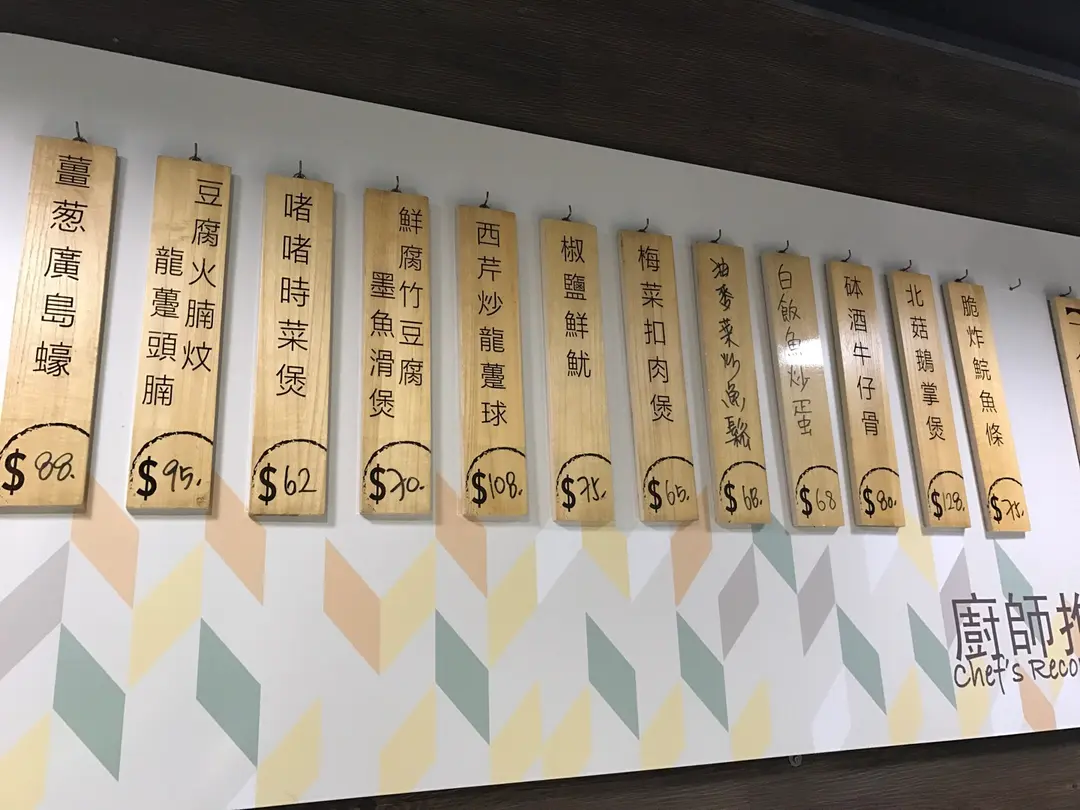 薑葱廣島蠔
$88.
豆腐火腩炆
龍躉頭腩
$95.
啫啫時菜煲
$62
鮮腐竹豆腐
墨魚滑煲
$70.
西芹炒龍躉球
$108.
椒鹽鮮魷
$75.
梅菜扣肉煲
$65.
油蔴菜炒魚鬆
$68.
白飯魚炒蛋
$68
砵酒牛仔骨
$80.
北菇鵝掌煲
$128.
脆炸鯇魚條
$75.
廚師推
Chef's Reco